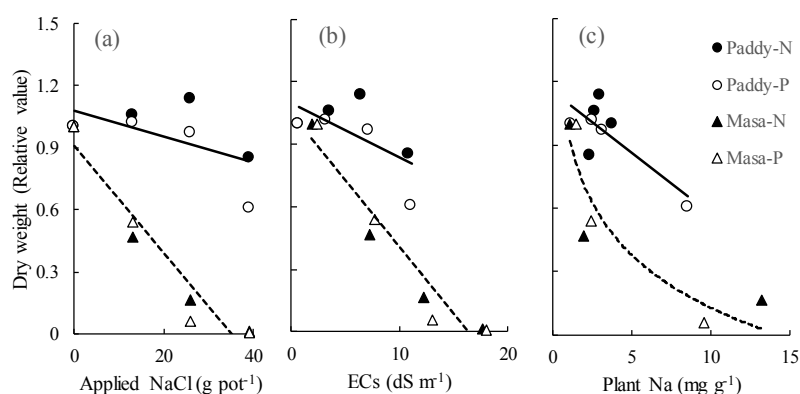 (a) (b) (c)
Dry weight (Relative value)
1.5
1.2
0.9
0.6
0.3
0
0 20 40
0 10 20
0 5 10 15
Applied NaCl (g pot-1)
ECs (dS m-1)
Plant Na (mg g-1)
Paddy-N
Paddy-P
Masa-N
Masa-P